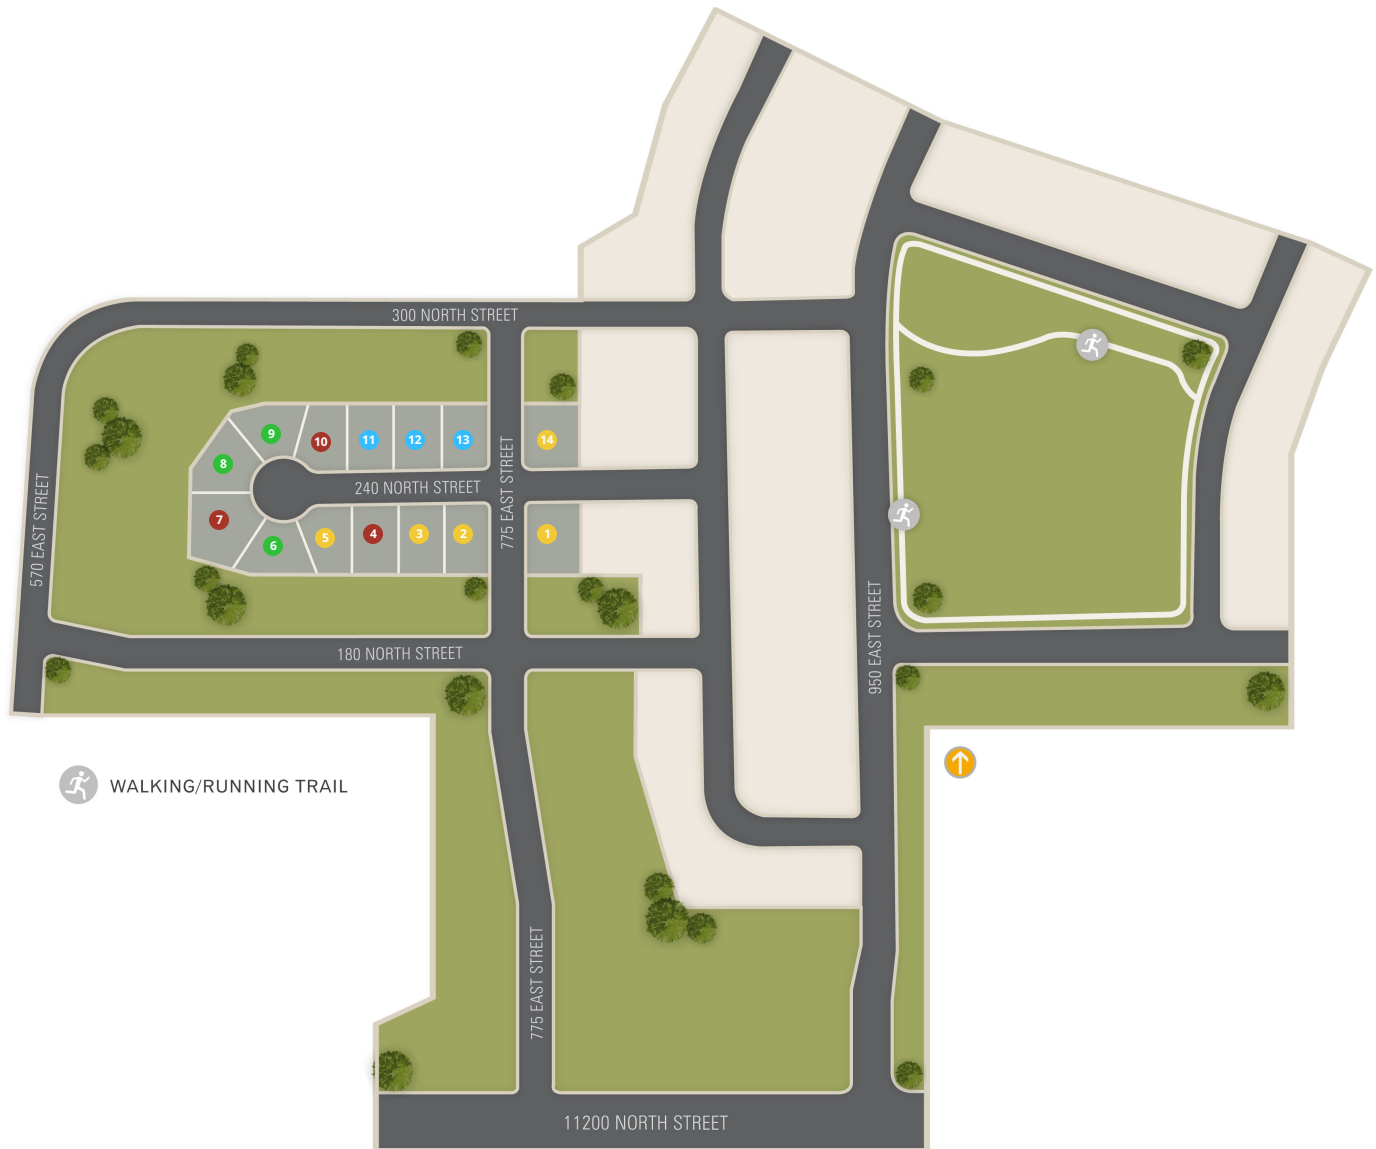 300 NORTH STREET
9
10
11
12
13
14
8
775 EAST STREET
240 NORTH STREET
570 EAST STREET
7
6
5
4
3
2
1
180 NORTH STREET
950 EAST STREET
WALKING/RUNNING TRAIL
775 EAST STREET
11200 NORTH STREET